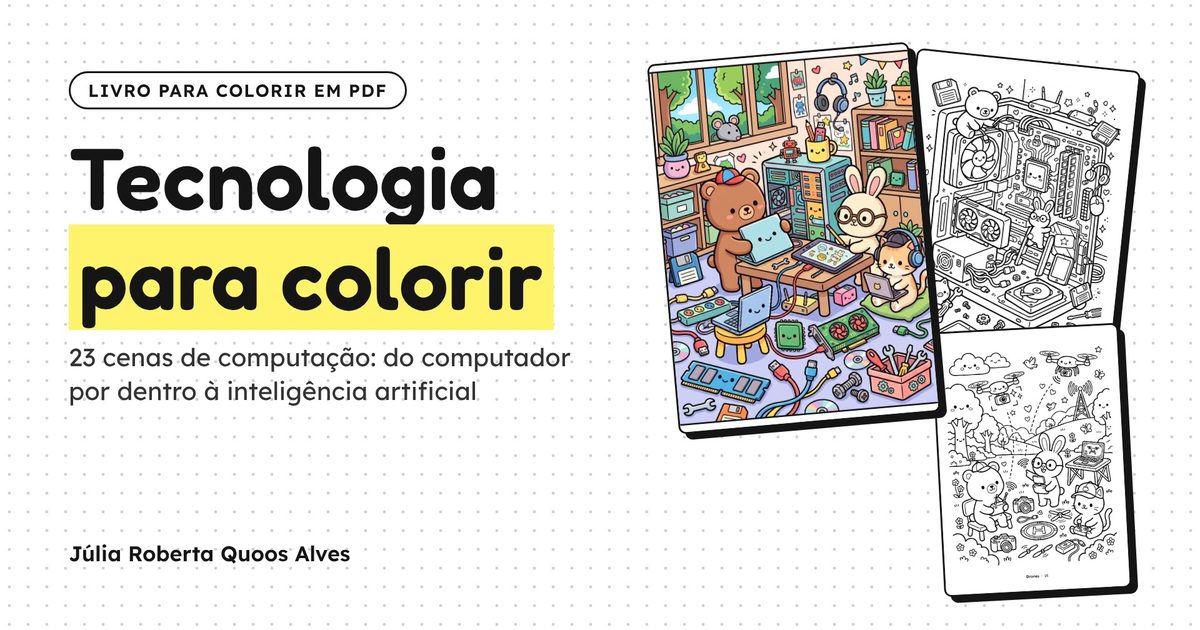 LIVRO PARA COLORIR EM PDF
Tecnologia
para colorir
23 cenas de computação: do computador
por dentro à inteligência artificial
Júlia Roberta Quoos Alves
Drones